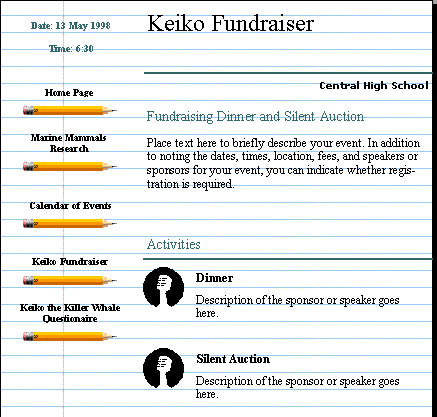 Date: 13 May 1998
Time: 6:30
Home Page
Marine Mammals
Research
Calendar of Events
Keiko Fundraiser
Keiko the Killer Whale
Questionaire
Keiko Fundraiser
Central High School
Fundraising Dinner and Silent Auction
Place text here to briefly describe your event. In addition
to noting the dates, times, location, fees, and speakers or
sponsors for your event, you can indicate whether regis-
tration is required.
Activities
Dinner
Description of the sponsor or speaker goes
here.
Silent Auction
Description of the sponsor or speaker goes
here.